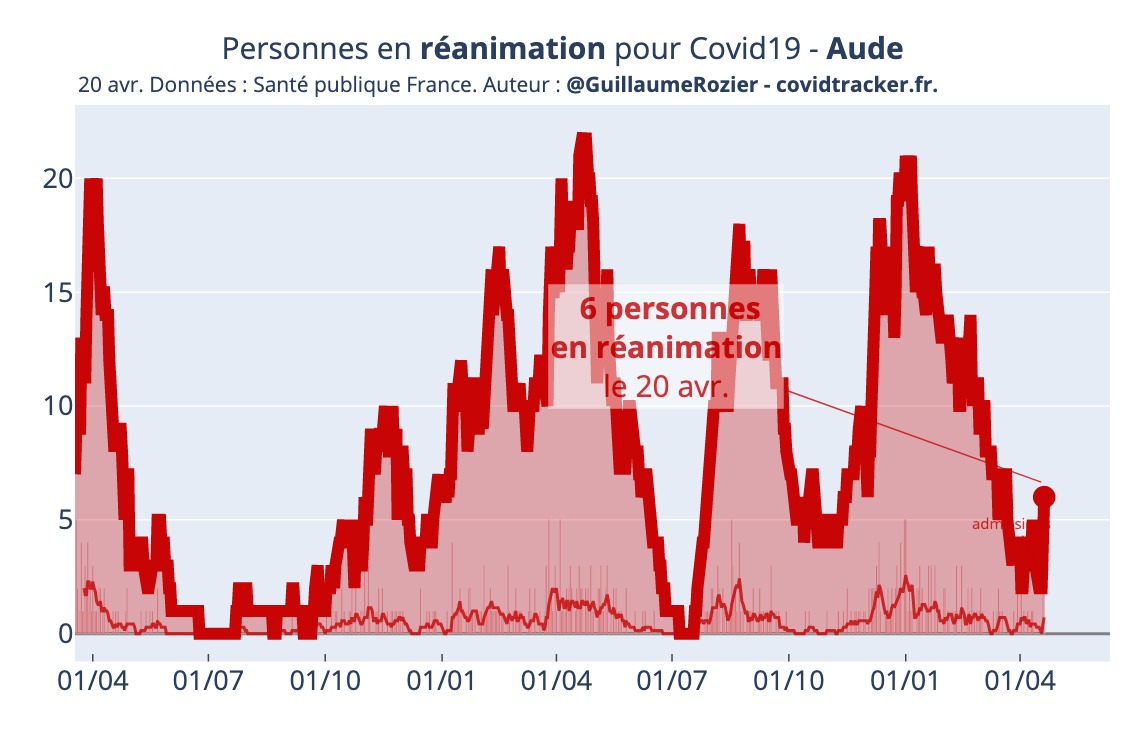 Personnes en réanimation pour Covid19 - Aude
20 avr. Données : Santé publique France. Auteur : @GuillaumeRozier - covidtracker.fr.
20
15
10
5
0
6 personnes
en réanimation
le 20 avr.
01/04 01/07 01/10 01/01 01/04 01/07 01/10 01/01 01/04